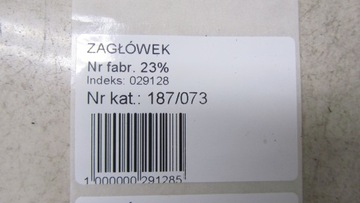 ZAGŁÓWEK
Nr fabr. 23%
Indeks: 029128
Nr kat.: 187/073
1 000000 291285